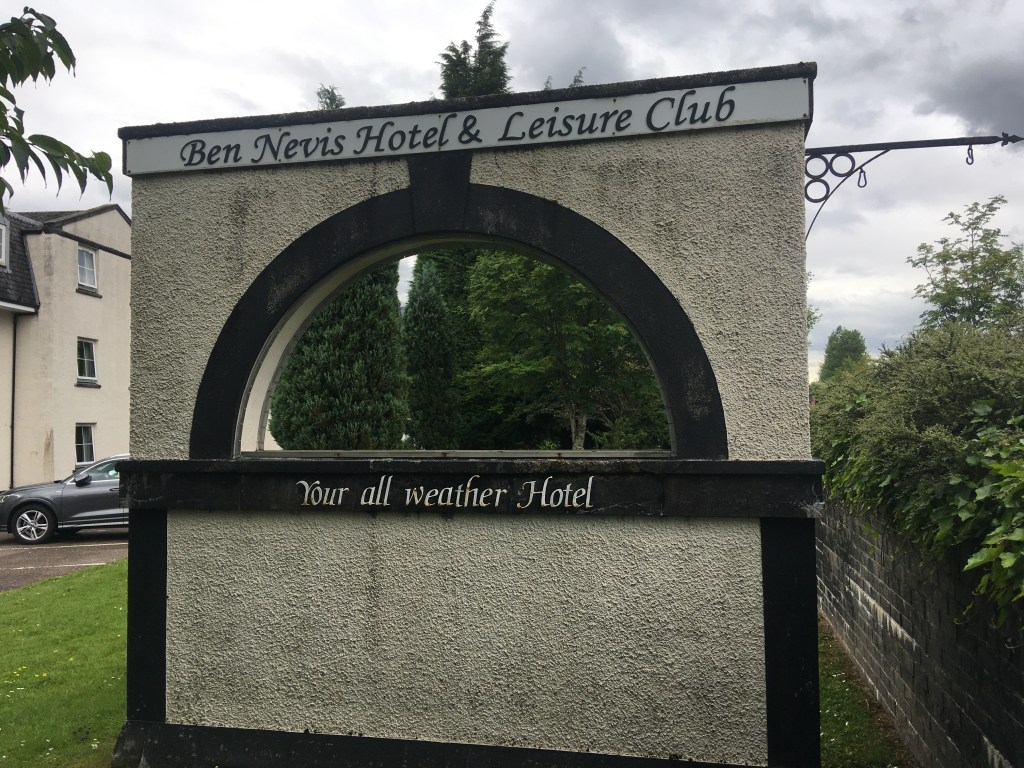 Ben Nevis Hotel & Leisure Club
Your all weather Hotel